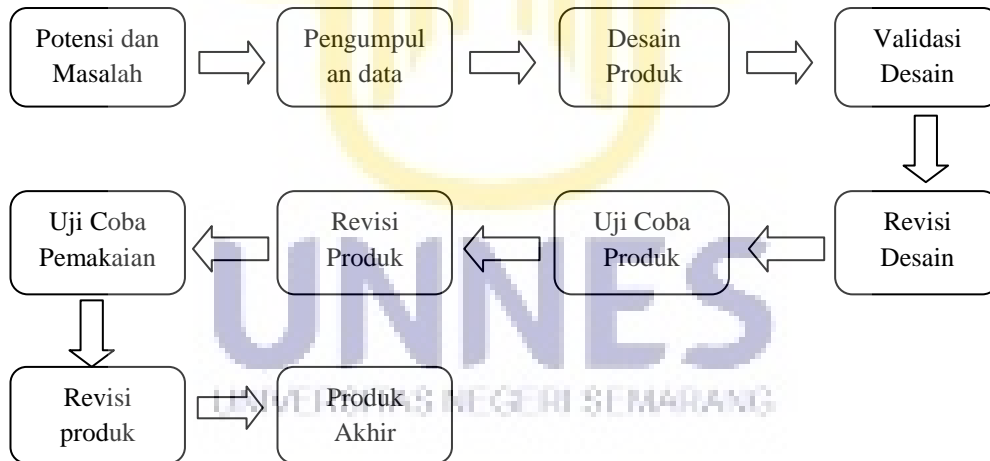 Potensi dan
Masalah
Pengumpul
an data
Desain
Produk
Validasi
Desain
Revisi
Desain
Uji Coba
Produk
Revisi
Produk
Uji Coba
Pemakaian
Revisi
produk
Produk
Akhir
UNNES
UNIVERSITAS NEGERI SEMARANG